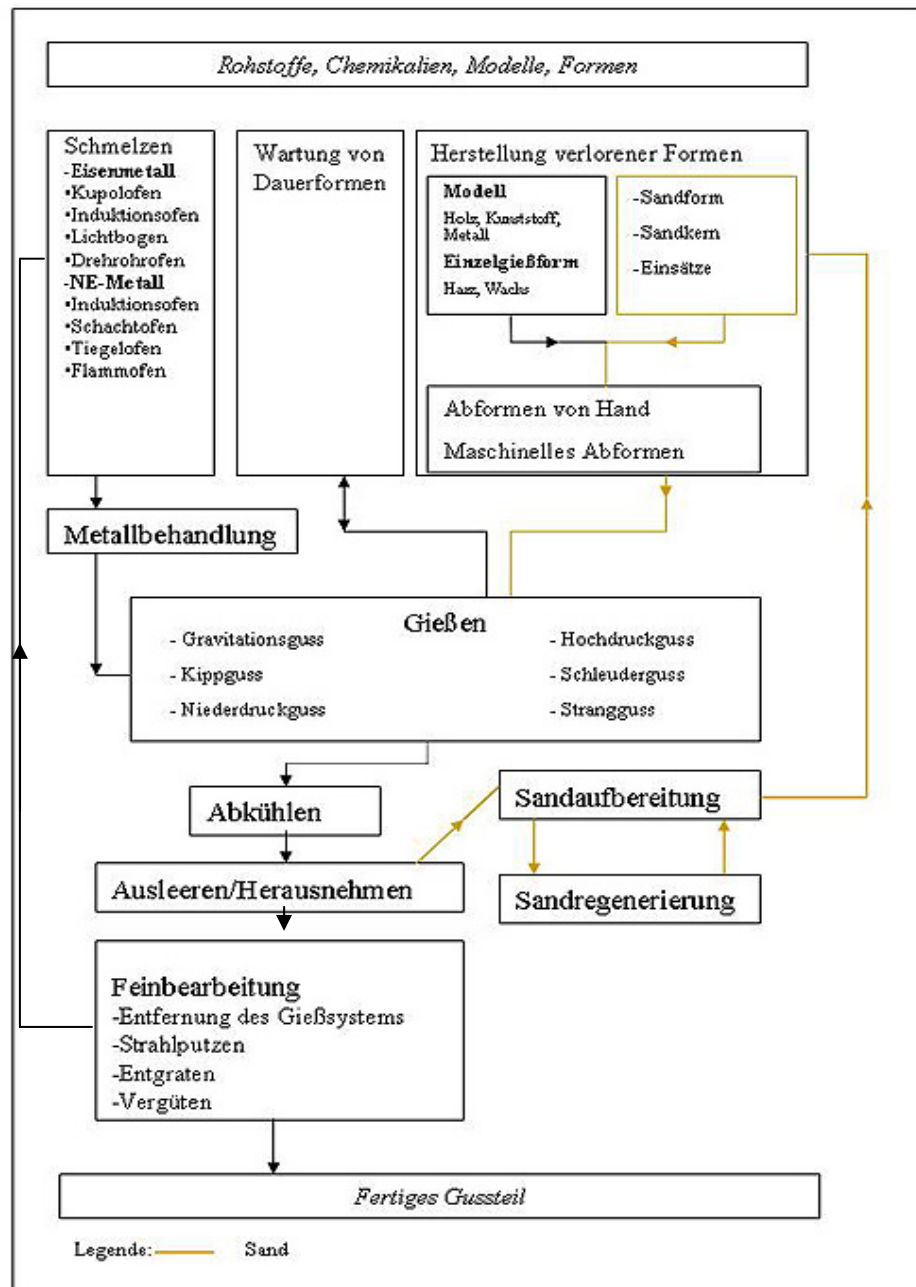 Rohstoffe, Chemikalien, Modelle, Formen
Schmelzen
-Eisenmetall
•Kupolofen
•Induktionsofen
•Lichtbogen
•Drehrohrofen
-NE-Metall
•Induktionsofen
•Schachtofen
•Tiegelofen
•Flammofen
Wartung von
Dauerformen
Herstellung verlorener Formen
Modell
Holz, Kunststoff,
Metall
Einzelgießform
Harz, Wachs
-Sandform
-Sandkern
-Einsätze
Abformen von Hand
Maschinelles Abformen
Metallbehandlung
Gießen
- Gravitationsguss
- Kippguss
- Niederdruckguss
- Hochdruckguss
- Schleuderguss
- Strangguss
Abkühlen
Sandaufbereitung
Ausleeren/Herausnehmen
Sandregenerierung
Feinbearbeitung
-Entfernung des Gießsystems
-Strahlputzen
-Entgraten
-Vergüten
Fertiges Gussteil
Legende: Sand